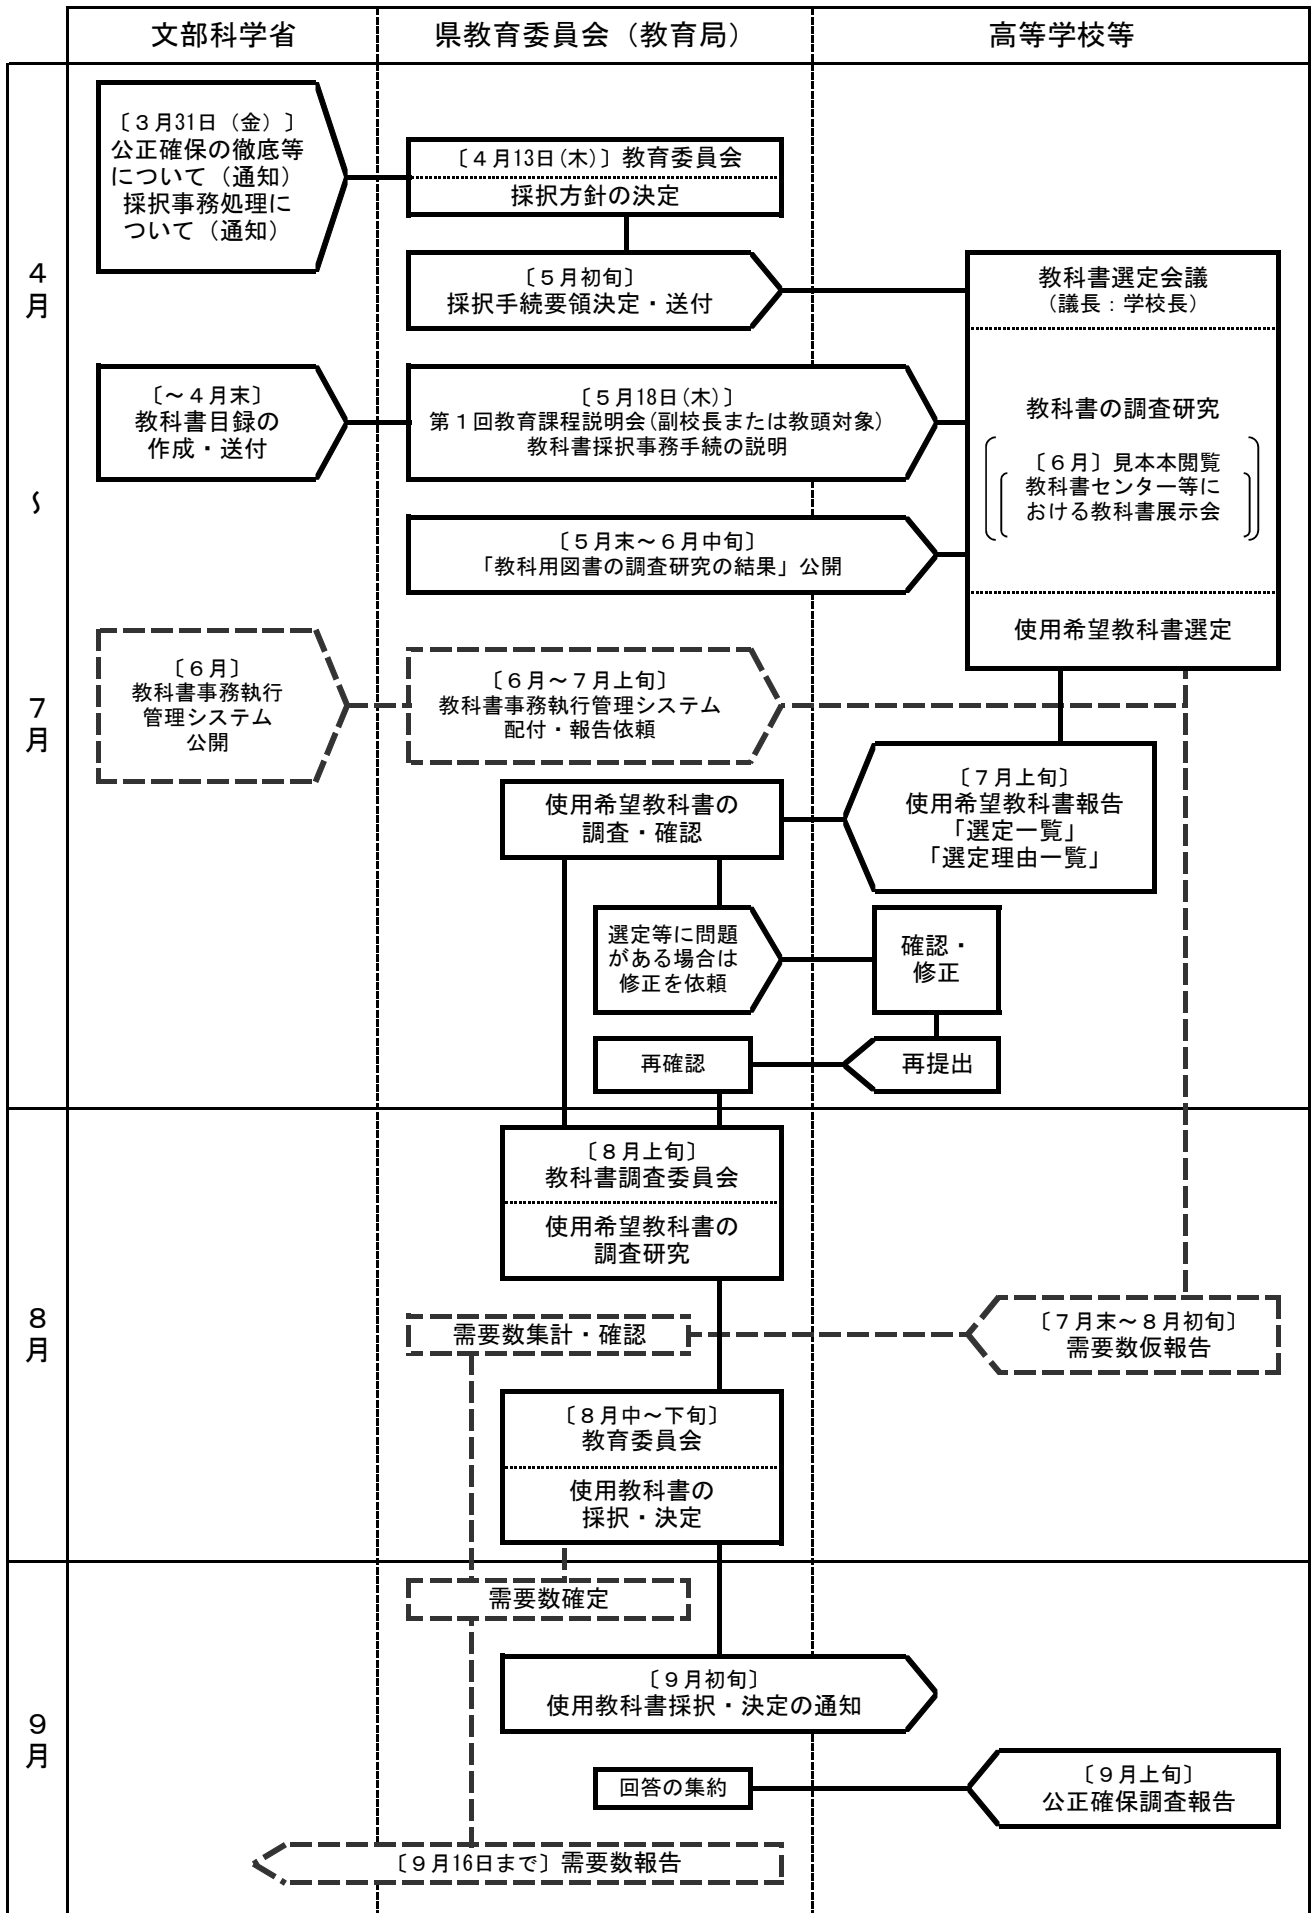 文部科学省
県教育委員会（教育局）
高等学校等
４月
～
７月
８月
９月
〔３月31日（金）〕
公正確保の徹底等
について（通知）
採択事務処理に
ついて（通知）
〔４月13日(木)〕教育委員会
採択方針の決定
〔５月初旬〕
採択手続要領決定・送付
教科書選定会議
（議長：学校長）
教科書の調査研究
〔６月〕見本本閲覧
教科書センター等に
おける教科書展示会
使用希望教科書選定
〔～４月末〕
教科書目録の
作成・送付
〔５月18日(木)〕
第１回教育課程説明会(副校長または教頭対象)
教科書採択事務手続の説明
〔５月末～６月中旬〕
「教科用図書の調査研究の結果」公開
〔６月〕
教科書事務執行
管理システム
公開
〔６月～７月上旬〕
教科書事務執行管理システム
配付・報告依頼
〔７月上旬〕
使用希望教科書報告
「選定一覧」
「選定理由一覧」
使用希望教科書の
調査・確認
選定等に問題
がある場合は
修正を依頼
確認・
修正
再確認
再提出
〔８月上旬〕
教科書調査委員会
使用希望教科書の
調査研究
需要数集計・確認
〔７月末～８月初旬〕
需要数仮報告
〔８月中～下旬〕
教育委員会
使用教科書の
採択・決定
需要数確定
〔９月初旬〕
使用教科書採択・決定の通知
回答の集約
〔９月上旬〕
公正確保調査報告
〔９月16日まで〕需要数報告